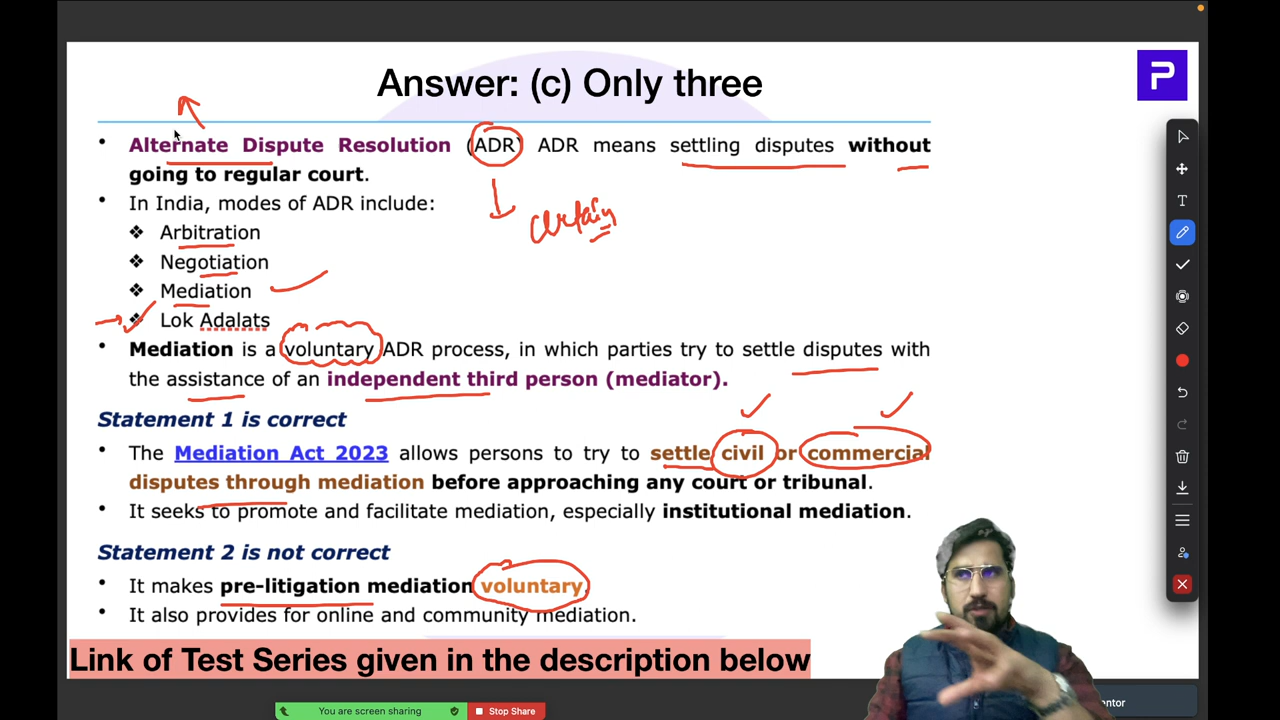 Answer: (c) Only three
• Alternate Dispute Resolution (ADR) ADR means settling disputes without
going to regular court.
• In India, modes of ADR include:
❖ Arbitration
❖ Negotiation
❖ Mediation
❖ Lok Adalats
certain
• Mediation is a voluntary ADR process, in which parties try to settle disputes with
the assistance of an independent third person (mediator).
Statement 1 is correct
• The Mediation Act 2023 allows persons to try to settle civil or commercial
disputes through mediation before approaching any court or tribunal.
• It seeks to promote and facilitate mediation, especially institutional mediation.
Statement 2 is not correct
• It makes pre-litigation mediation voluntary
• It also provides for online and community mediation.
Link of Test Series given in the description below
You are screen sharing
Stop Share